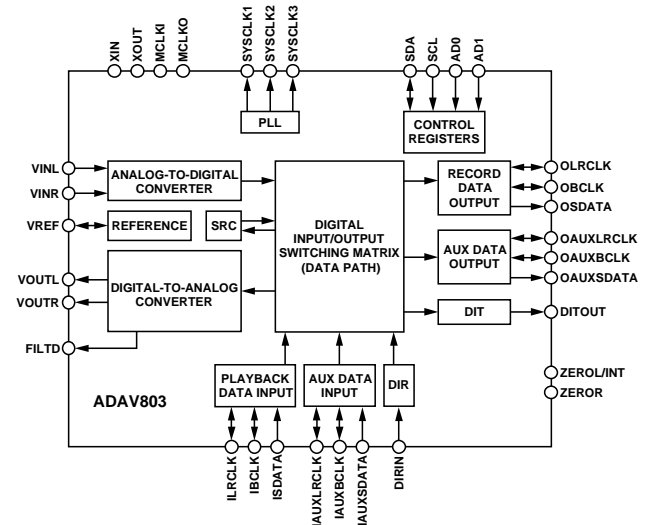 XIN
XOUT
MCLKI
MCLKO
SYSCLK1
SYSCLK2
SYSCLK3
SDA
SCL
AD0
AD1
PLL
CONTROL
REGISTERS
VINL
VINR
ANALOG-TO-DIGITAL
CONVERTER
VREF
REFERENCE
SRC
DIGITAL
INPUT/OUTPUT
SWITCHING MATRIX
(DATA PATH)
RECORD
DATA
OUTPUT
OLRCLK
OBCLK
OSDATA
VOUTL
VOUTR
DIGITAL-TO-ANALOG
CONVERTER
AUX DATA
OUTPUT
OAUXLRCLK
OAUXBCLK
OAUXSDATA
FILTD
DIT
DITOUT
PLAYBACK
DATA INPUT
AUX DATA
INPUT
DIR
ZEROL/INT
ZEROR
ADAV803
ILRCLK
IBCLK
ISDATA
IAUXLRCLK
IAUXBCLK
IAUXSDATA
DIRIN